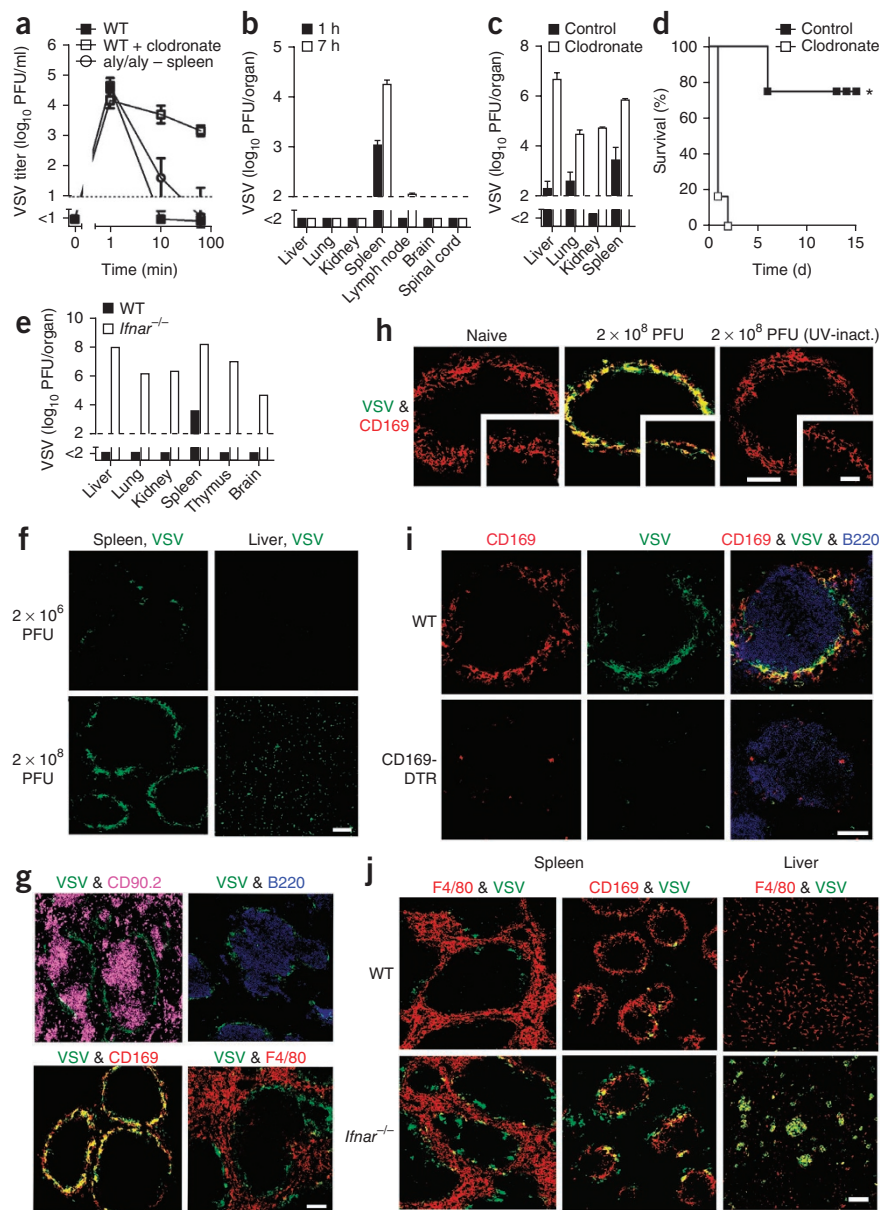 a
WT
WT + clodronate
aly/aly – spleen
VSV titer (log10 PFU/ml)
6
5
4
3
2
1
<1
0
1
10
100
Time (min)
b
1 h
7 h
VSV (log10 PFU/organ)
5
4
3
2
<2
Liver
Lung
Kidney
Spleen
Lymph node
Brain
Spinal cord
c
Control
Clodronate
VSV (log10 PFU/organ)
8
6
4
2
<2
Liver
Lung
Kidney
Spleen
d
Control
Clodronate
Survival (%)
100
80
60
40
20
0
*
0
5
10
15
Time (d)
e
WT
Ifnar–/–
VSV (log10 PFU/organ)
10
8
6
4
2
<2
Liver
Lung
Kidney
Spleen
Thymus
Brain
h
Naive
2 × 10⁸ PFU
2 × 10⁸ PFU (UV-inact.)
VSV &
CD169
f
Spleen, VSV
Liver, VSV
2 × 10⁶
PFU
2 × 10⁸
PFU
i
CD169
VSV
CD169 & VSV & B220
WT
CD169-
DTR
g
VSV & CD90.2
VSV & B220
VSV & CD169
VSV & F4/80
j
Spleen
Liver
F4/80 & VSV
CD169 & VSV
F4/80 & VSV
WT
Ifnar–/–